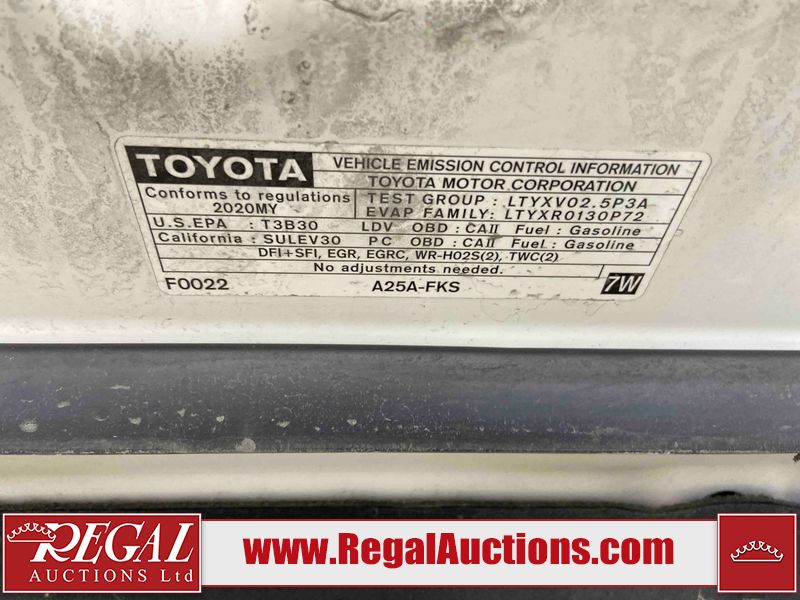 TOYOTA
VEHICLE EMISSION CONTROL INFORMATION
TOYOTA MOTOR CORPORATION
Conforms to regulations
2020MY
TEST GROUP : LTYXV02.5P3A
EVAP FAMILY: LTYXR0130P72
U.S.EPA : T3B30 LDV OBD : CAII Fuel : Gasoline
California : SULEV30 PC OBD : CAII Fuel : Gasoline
DFI+SFI, EGR, EGRC, WR-HO2S(2), TWC(2)
No adjustments needed.
F0022 A25A-FKS 7W
REGAL
AUCTIONS Ltd
www.RegalAuctions.com